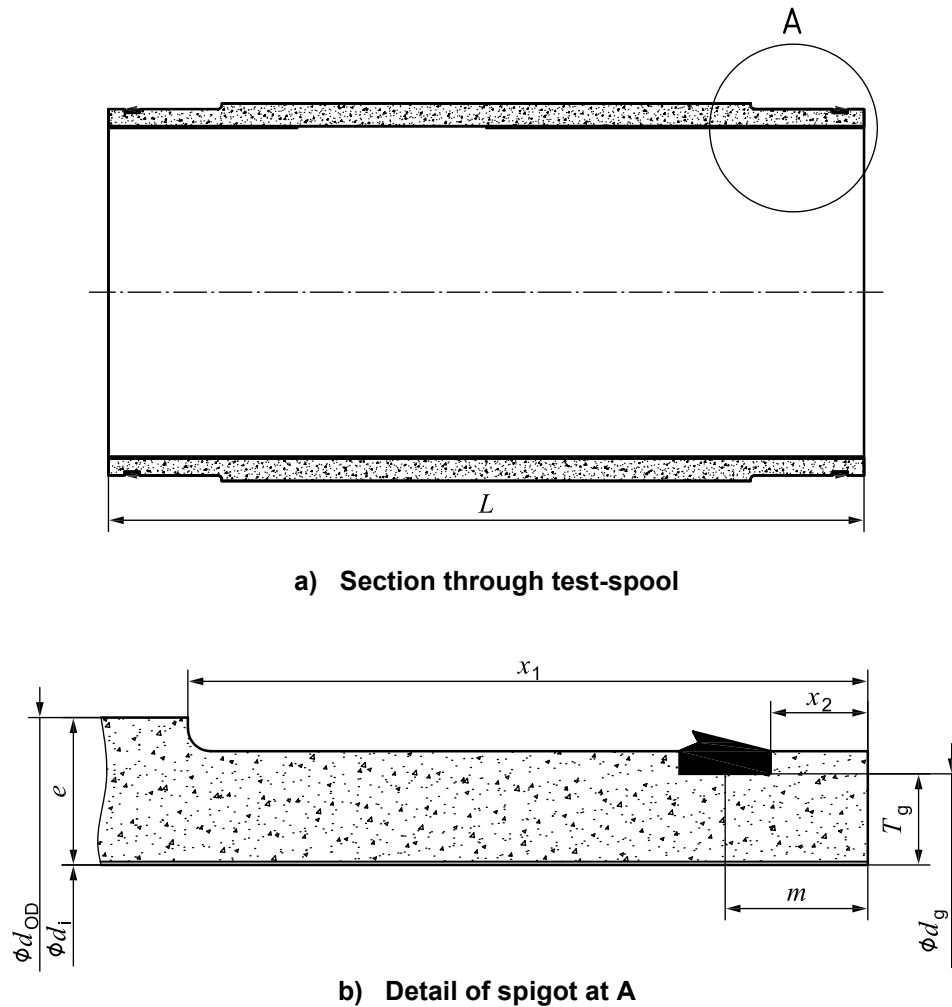 A
L
a) Section through test-spool
x1
x2
e
Tg
m
ϕdOD
ϕdi
ϕdg
b) Detail of spigot at A